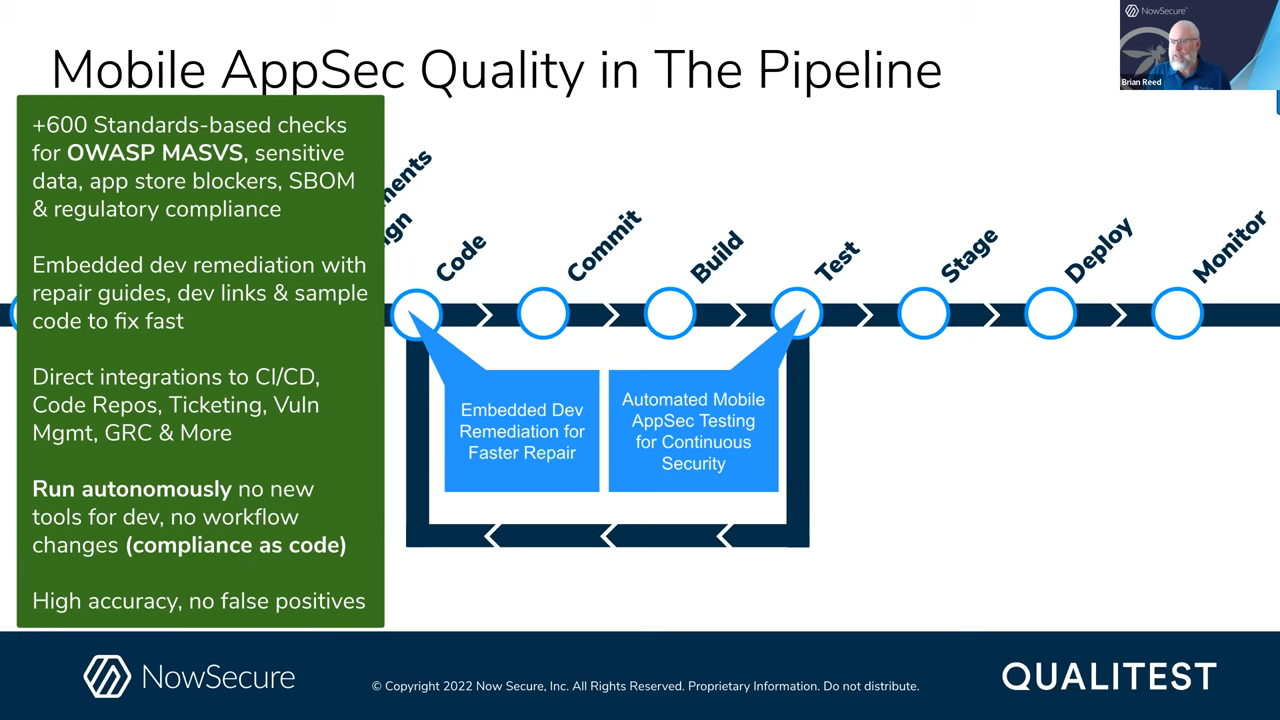 Mobile AppSec Quality in The Pipeline
NowSecure
Brian Reed
+600 Standards-based checks
for OWASP MASVS, sensitive
data, app store blockers, SBOM
& regulatory compliance
Embedded dev remediation with
repair guides, dev links & sample
code to fix fast
Direct integrations to CI/CD,
Code Repos, Ticketing, Vuln
Mgmt, GRC & More
Run autonomously no new
tools for dev, no workflow
changes (compliance as code)
High accuracy, no false positives
ments
ign
Code
Commit
Build
Test
Stage
Deploy
Monitor
Embedded Dev
Remediation for
Faster Repair
Automated Mobile
AppSec Testing
for Continuous
Security
NowSecure
© Copyright 2022 Now Secure, Inc. All Rights Reserved. Proprietary Information. Do not distribute.
QUALITEST